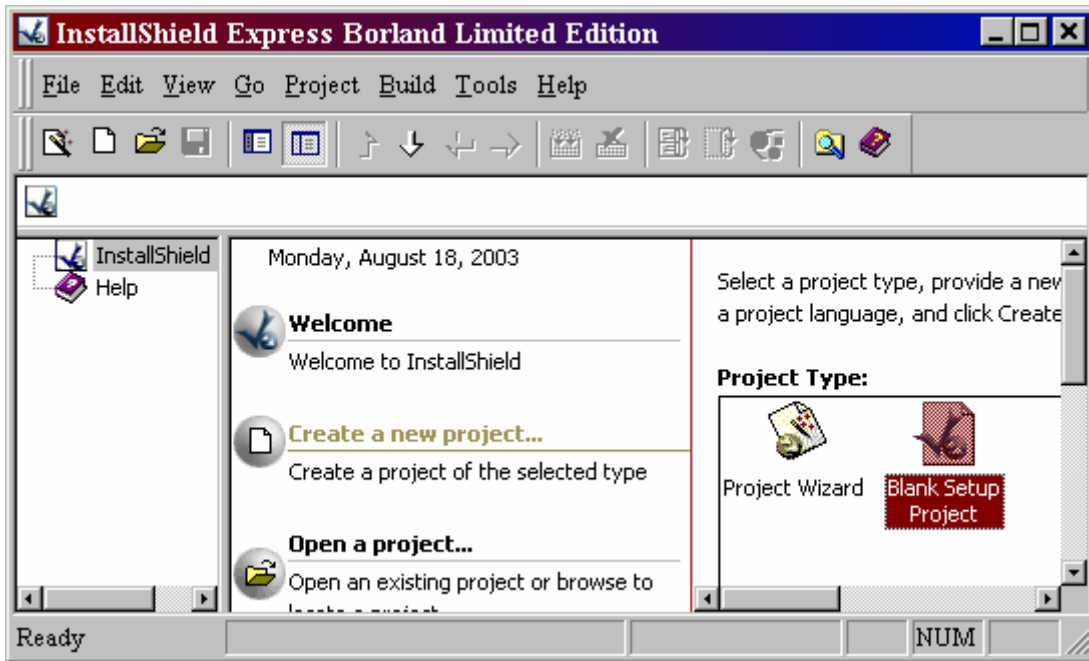 InstallShield Express Borland Limited Edition
File Edit View Go Project Build Tools Help
InstallShield
Help
Monday, August 18, 2003
Welcome
Welcome to InstallShield
Create a new project...
Create a project of the selected type
Open a project...
Open an existing project or browse to
locate a project
Select a project type, provide a new
a project language, and click Create
Project Type:
Project Wizard
Blank Setup
Project
Ready
NUM